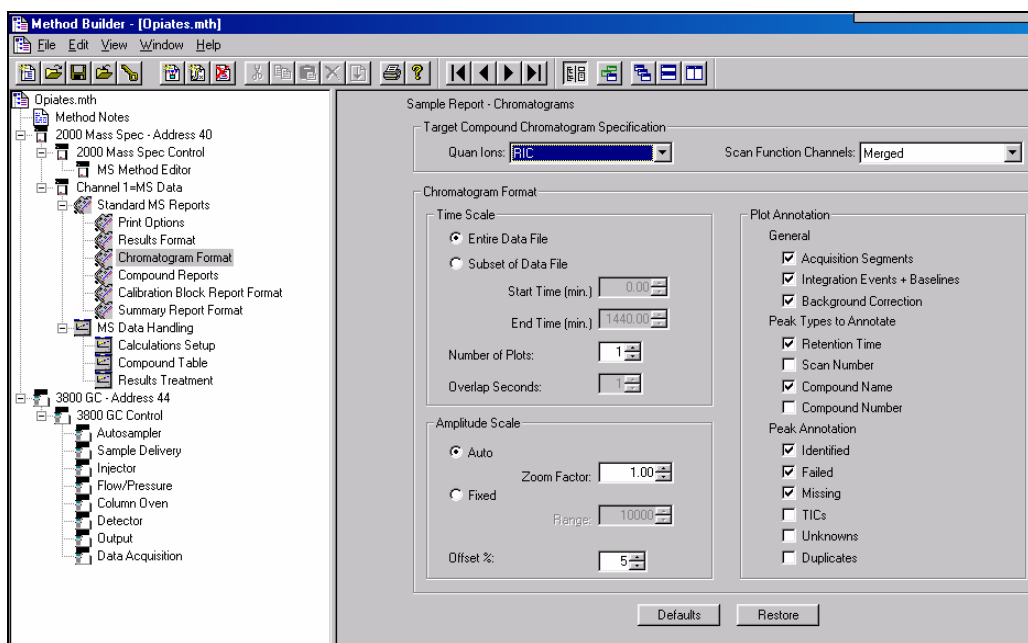 Method Builder - [Opiates.mth]
File Edit View Window Help
Opiates.mth
Method Notes
2000 Mass Spec - Address 40
2000 Mass Spec Control
MS Method Editor
Channel 1=MS Data
Standard MS Reports
Print Options
Results Format
Chromatogram Format
Compound Reports
Calibration Block Report Format
Summary Report Format
MS Data Handling
Calculations Setup
Compound Table
Results Treatment
3800 GC - Address 44
3800 GC Control
Autosampler
Sample Delivery
Injector
Flow/Pressure
Column Oven
Detector
Output
Data Acquisition
Sample Report - Chromatograms
Target Compound Chromatogram Specification
Quan Ions: RIC
Scan Function Channels: Merged
Chromatogram Format
Time Scale
Entire Data File
Subset of Data File
Start Time (min.) 0.00
End Time (min.) 1440.00
Number of Plots: 1
Overlap Seconds: 1
Amplitude Scale
Auto
Zoom Factor: 1.00
Fixed
Range: 10000
Offset %: 5
Plot Annotation
General
Acquisition Segments
Integration Events + Baselines
Background Correction
Peak Types to Annotate
Retention Time
Scan Number
Compound Name
Compound Number
Peak Annotation
Identified
Failed
Missing
TICs
Unknowns
Duplicates
Defaults
Restore